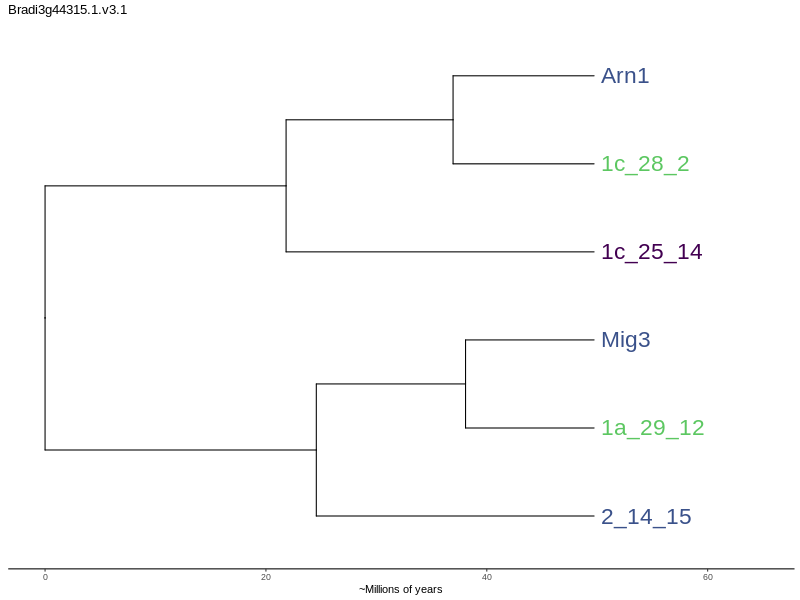 Bradi3g44315.1.v3.1
Arn1
1c_28_2
1c_25_14
Mig3
1a_29_12
2_14_15
0 20 40 60
~Millions of years